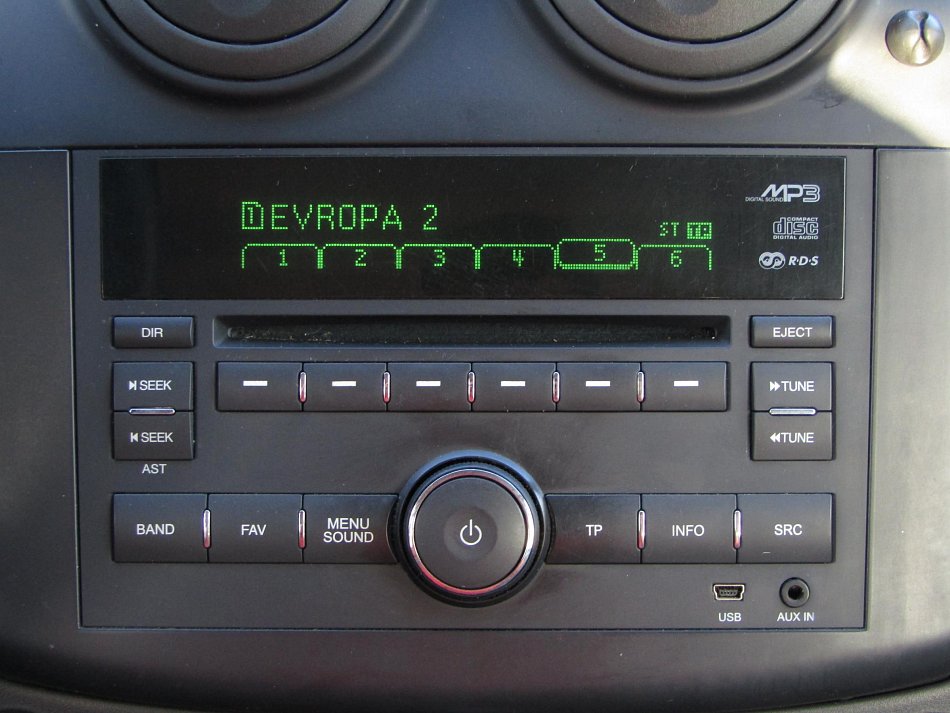 MP3
DIGITAL SOUND
1 EVROPA 2
ST TP
COMPACT
disc
DIGITAL AUDIO
1 2 3 4 5 6
R·D·S
DIR
EJECT
SEEK
TUNE
SEEK
TUNE
AST
BAND
FAV
MENU
SOUND
TP
INFO
SRC
USB
AUX IN